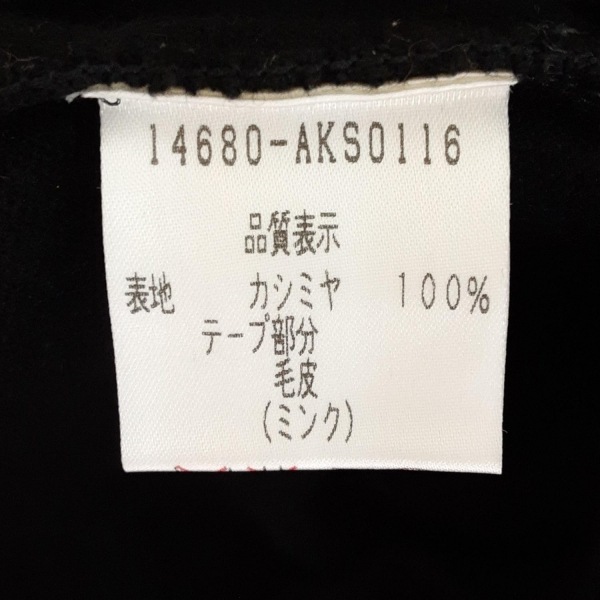 14680-AKS0116
品質表示
表地 カシミヤ 100%
テープ部分
毛皮
(ミンク)